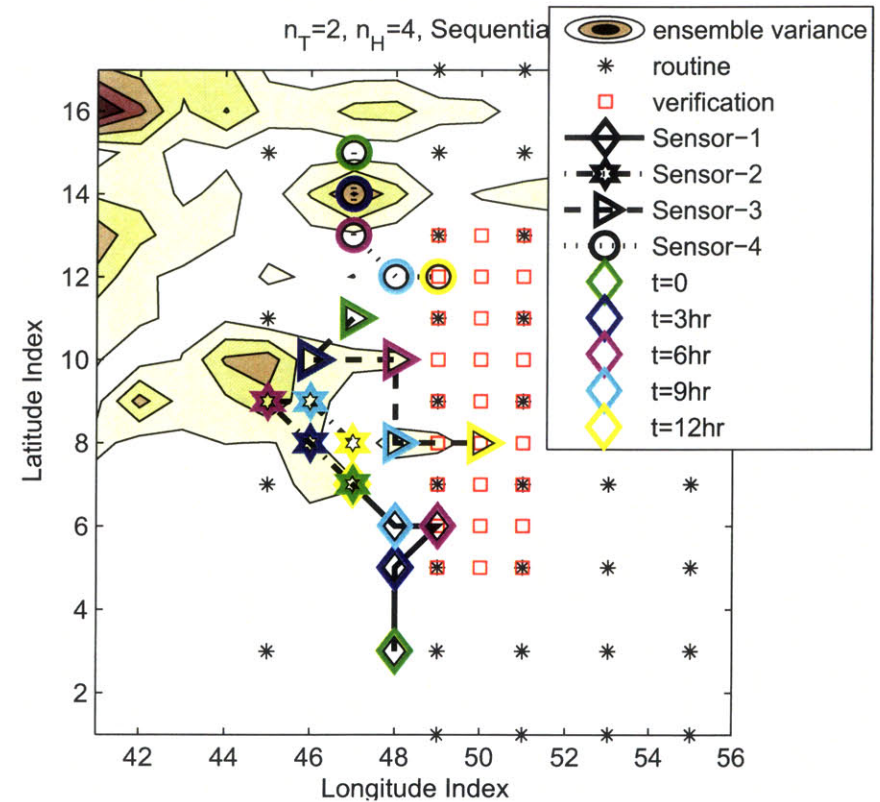 n_T=2, n_H=4, Sequentia
ensemble variance
routine
verification
Sensor−1
Sensor−2
Sensor−3
Sensor−4
t=0
t=3hr
t=6hr
t=9hr
t=12hr
16
14
12
10
8
6
4
2
Latitude Index
42 44 46 48 50 52 54 56
Longitude Index